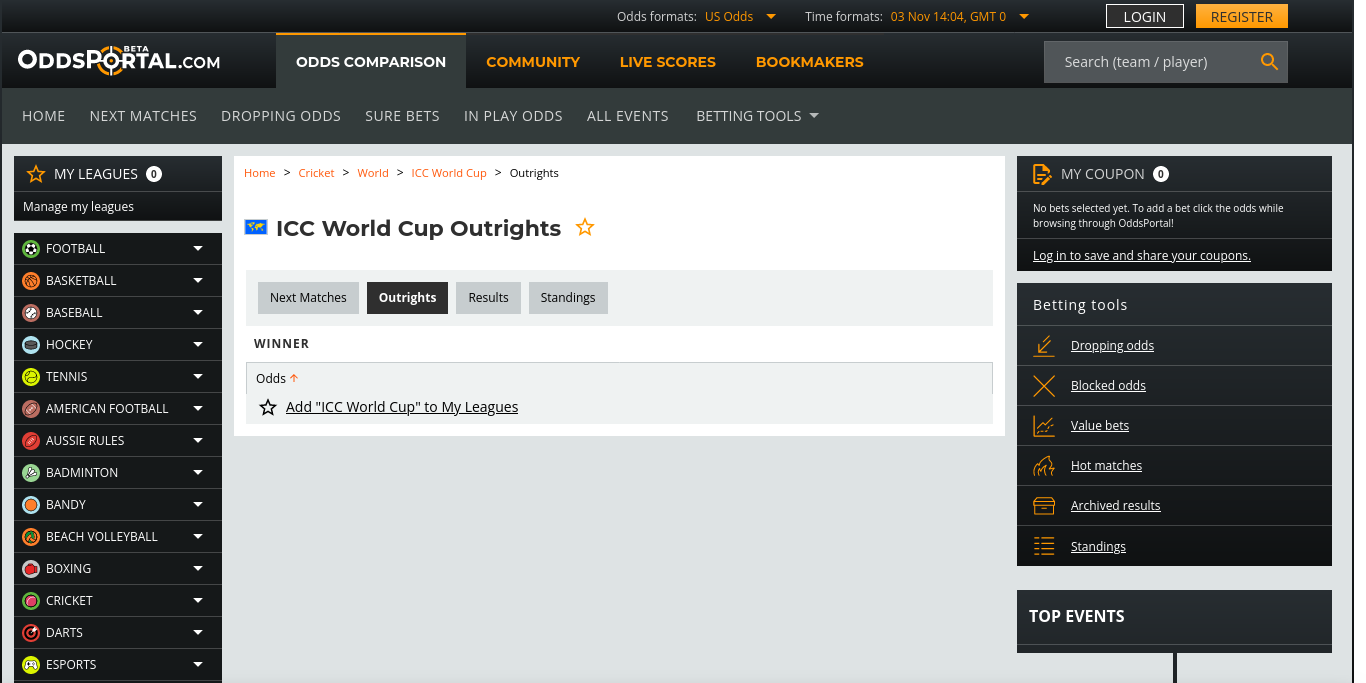 Odds formats: US Odds Time formats: 03 Nov 14:04, GMT 0 LOGIN REGISTER
ODDSPORTAL.COM BETA
ODDS COMPARISON COMMUNITY LIVE SCORES BOOKMAKERS Search (team / player)
HOME NEXT MATCHES DROPPING ODDS SURE BETS IN PLAY ODDS ALL EVENTS BETTING TOOLS
MY LEAGUES 0
Manage my leagues
FOOTBALL
BASKETBALL
BASEBALL
HOCKEY
TENNIS
AMERICAN FOOTBALL
AUSSIE RULES
BADMINTON
BANDY
BEACH VOLLEYBALL
BOXING
CRICKET
DARTS
ESPORTS
Home > Cricket > World > ICC World Cup > Outrights
ICC World Cup Outrights
Next Matches Outrights Results Standings
WINNER
Odds ↑
Add "ICC World Cup" to My Leagues
MY COUPON 0
No bets selected yet. To add a bet click the odds while
browsing through OddsPortal!
Log in to save and share your coupons.
Betting tools
Dropping odds
Blocked odds
Value bets
Hot matches
Archived results
Standings
TOP EVENTS